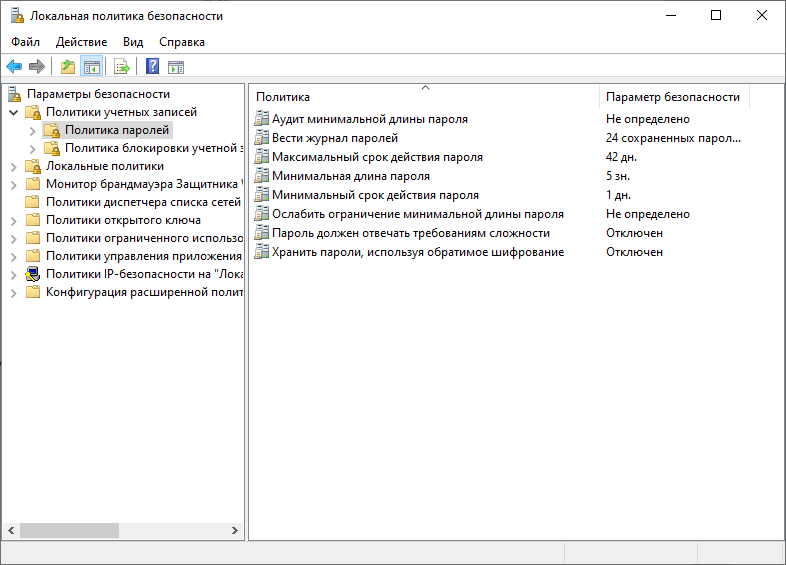 Локальная политика безопасности
Файл Действие Вид Справка
Параметры безопасности
Политики учетных записей
Политика паролей
Политика блокировки учетной з
Локальные политики
Монитор брандмауэра Защитника
Политики диспетчера списка сетей
Политики открытого ключа
Политики ограниченного использо
Политики управления приложения
Политики IP-безопасности на "Лока
Конфигурация расширенной полит
Политика Параметр безопасности
Аудит минимальной длины пароля Не определено
Вести журнал паролей 24 сохраненных парол...
Максимальный срок действия пароля 42 дн.
Минимальная длина пароля 5 зн.
Минимальный срок действия пароля 1 дн.
Ослабить ограничение минимальной длины пароля Не определено
Пароль должен отвечать требованиям сложности Отключен
Хранить пароли, используя обратимое шифрование Отключен